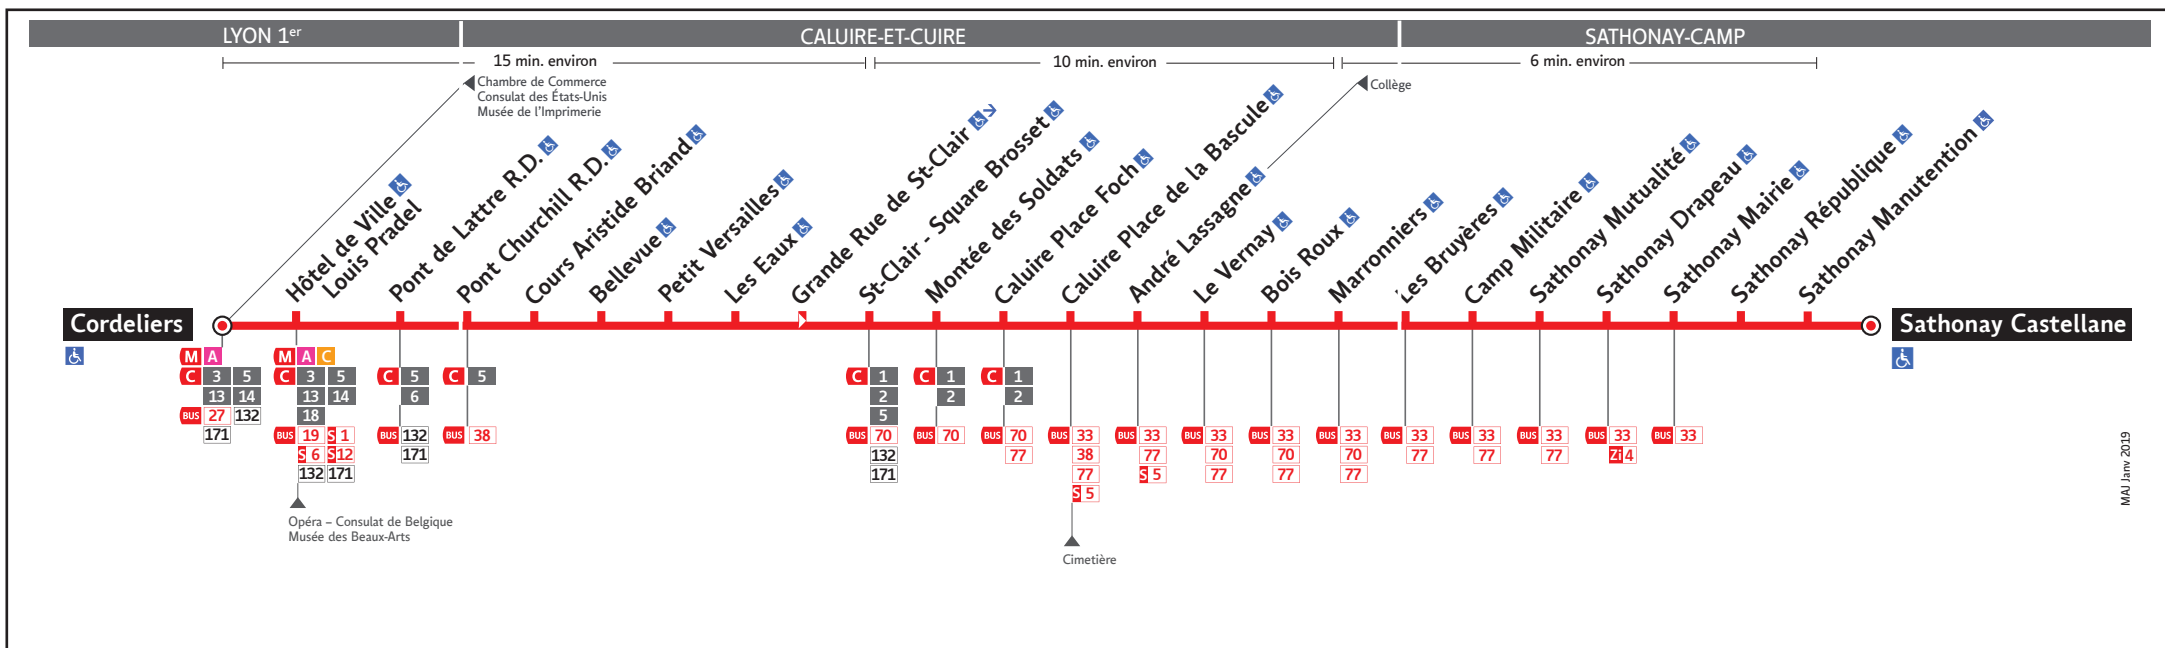 LYON 1er
CALUIRE-ET-CUIRE
SATHONAY-CAMP
15 min. environ
10 min. environ
6 min. environ
Chambre de Commerce
Consulat des États-Unis
Musée de l'Imprimerie
Collège
Cordeliers
Hôtel de Ville
Louis Pradel
Pont de Lattre R.D.
Pont Churchill R.D.
Cours Aristide Briand
Bellevue
Petit Versailles
Les Eaux
Grande Rue de St-Clair
St-Clair - Square Brosset
Montée des Soldats
Caluire Place Foch
Caluire Place de la Bascule
André Lassagne
Le Vernay
Bois Roux
Marronniers
Les Bruyères
Camp Militaire
Sathonay Mutualité
Sathonay Drapeau
Sathonay Mairie
Sathonay République
Sathonay Manutention
Sathonay Castellane
M A
C 3 5
13 14
BUS 27 132
171
M A C
C 3 5
13 14
18
BUS 19 S 1
S 6 S 12
132 171
Opéra – Consulat de Belgique
Musée des Beaux-Arts
C 5
6
BUS 132
171
C 5
BUS 38
C 1
2
5
BUS 70
132
171
C 1
2
BUS 70
C 1
2
BUS 70
77
BUS 33
38
77
S 5
Cimetière
BUS 33
77
S 5
BUS 33
70
77
BUS 33
70
77
BUS 33
70
77
BUS 33
77
BUS 33
77
BUS 33
77
BUS 33
Zi 4
BUS 33
MAJ Janv 2019